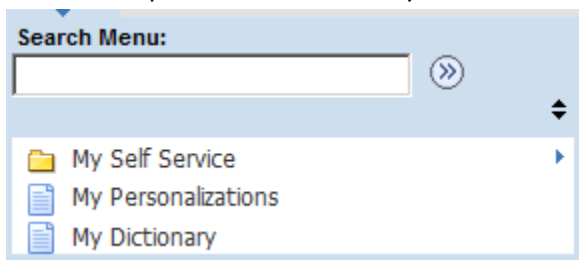 Search Menu:
My Self Service
My Personalizations
My Dictionary